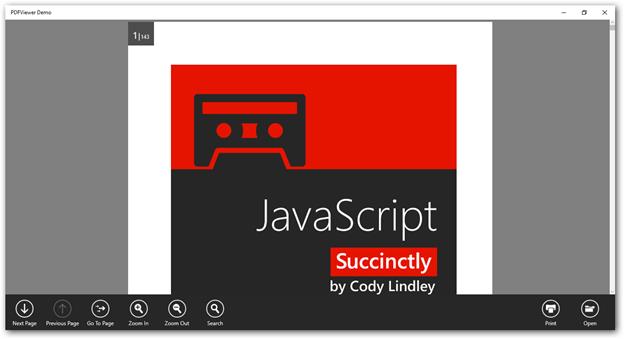 PDFViewer Demo
1|143
JavaScript
Succinctly
by Cody Lindley
Next Page Previous Page Go To Page Zoom In Zoom Out Search Print Open